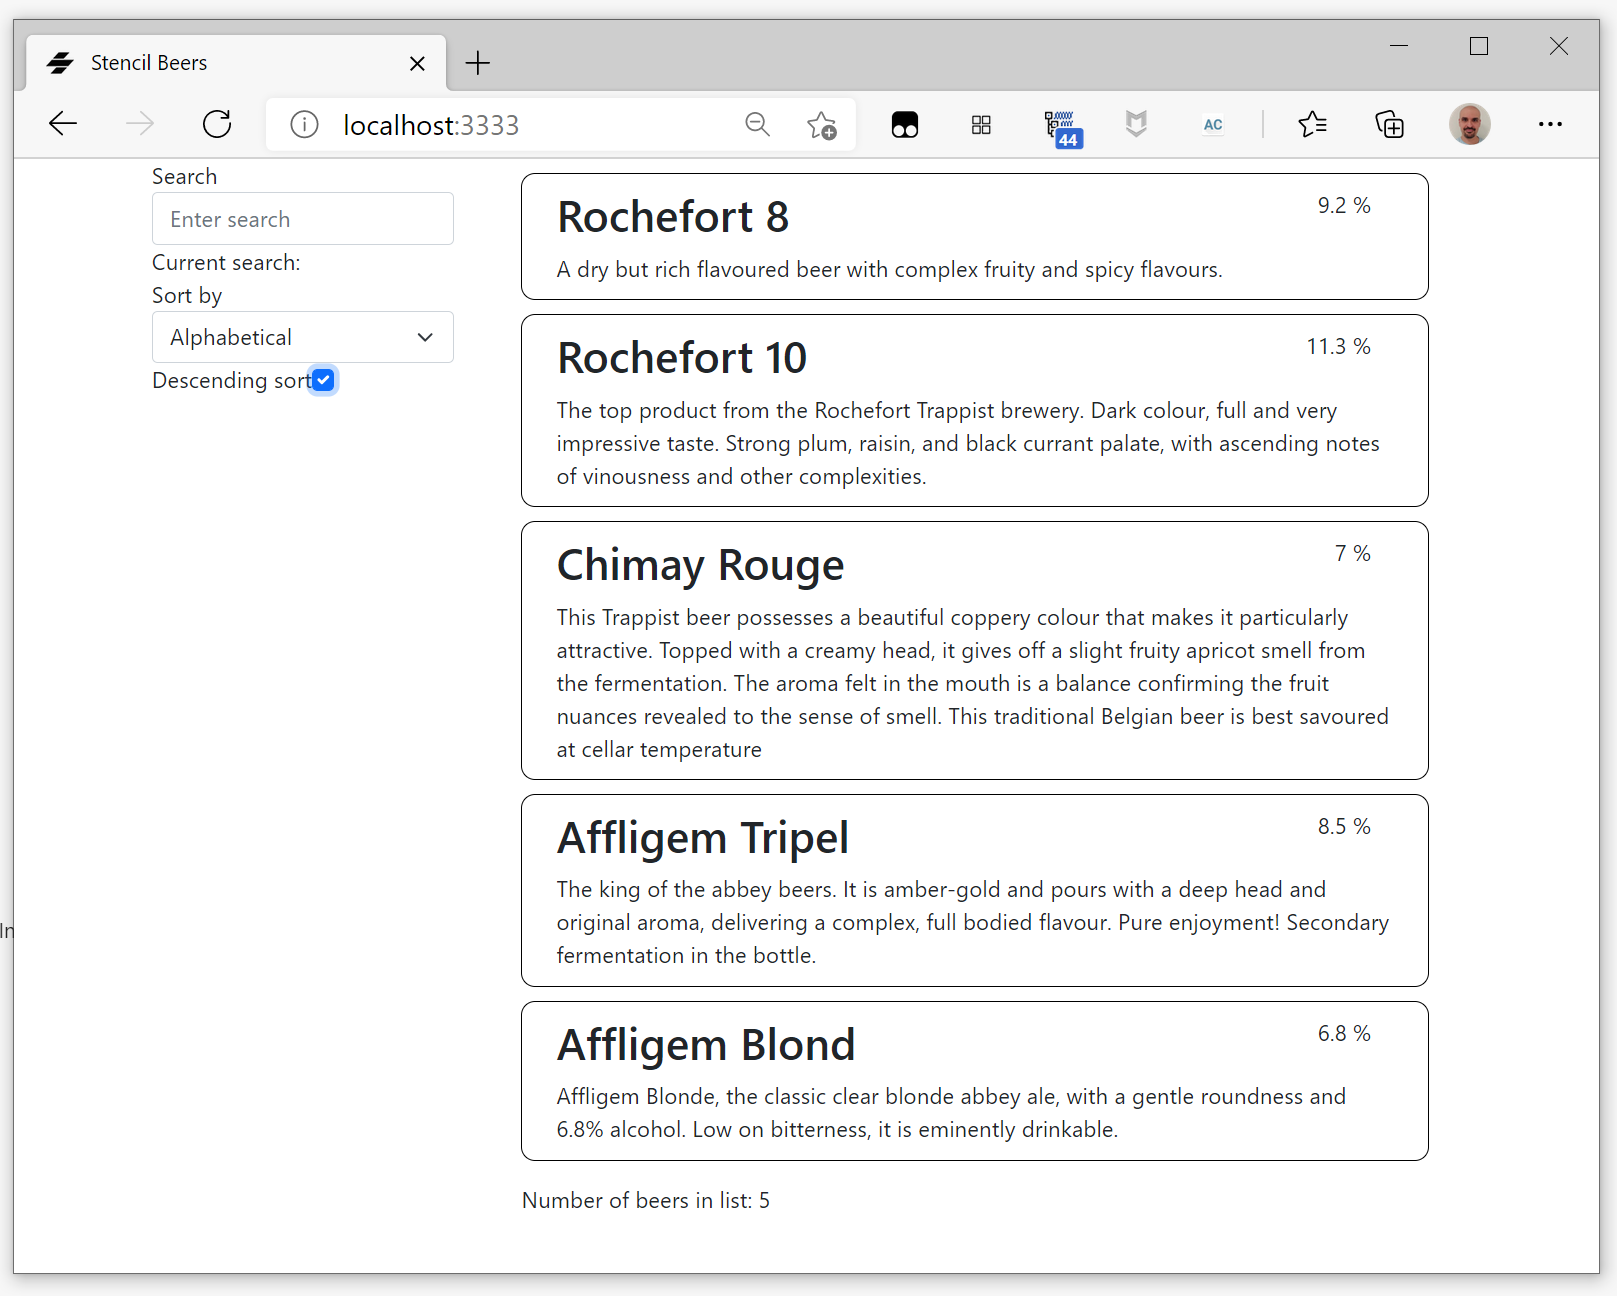 Stencil Beers
localhost:3333
44
AC
Search
Enter search
Current search:
Sort by
Alphabetical
Descending sort
Rochefort 8
9.2 %
A dry but rich flavoured beer with complex fruity and spicy flavours.
Rochefort 10
11.3 %
The top product from the Rochefort Trappist brewery. Dark colour, full and very
impressive taste. Strong plum, raisin, and black currant palate, with ascending notes
of vinousness and other complexities.
Chimay Rouge
7 %
This Trappist beer possesses a beautiful coppery colour that makes it particularly
attractive. Topped with a creamy head, it gives off a slight fruity apricot smell from
the fermentation. The aroma felt in the mouth is a balance confirming the fruit
nuances revealed to the sense of smell. This traditional Belgian beer is best savoured
at cellar temperature
Affligem Tripel
8.5 %
The king of the abbey beers. It is amber-gold and pours with a deep head and
original aroma, delivering a complex, full bodied flavour. Pure enjoyment! Secondary
fermentation in the bottle.
Affligem Blond
6.8 %
Affligem Blonde, the classic clear blonde abbey ale, with a gentle roundness and
6.8% alcohol. Low on bitterness, it is eminently drinkable.
Number of beers in list: 5